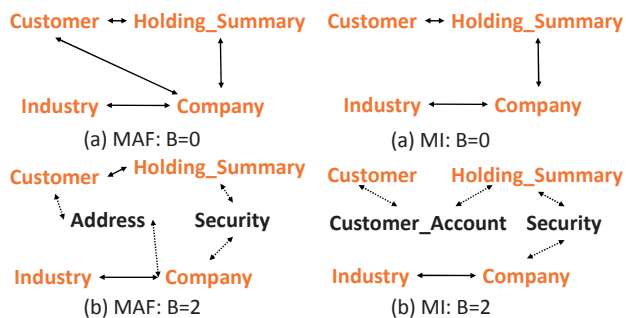 Customer Holding_Summary
Industry Company
(a) MAF: B=0
Customer Holding_Summary
Industry Company
(a) MI: B=0
Customer Holding_Summary
Address Security
Industry Company
(b) MAF: B=2
Customer Holding_Summary
Customer_Account Security
Industry Company
(b) MI: B=2